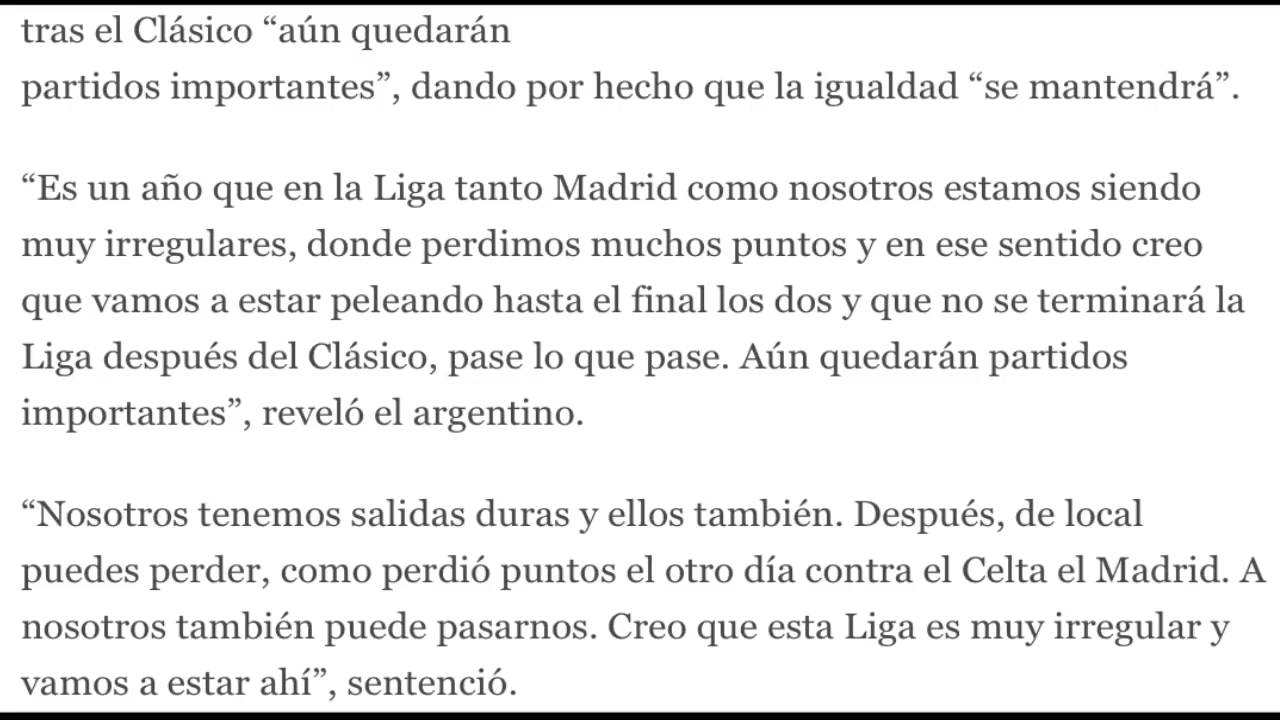 tras el Clásico “aún quedarán
partidos importantes”, dando por hecho que la igualdad “se mantendrá”.
“Es un año que en la Liga tanto Madrid como nosotros estamos siendo
muy irregulares, donde perdimos muchos puntos y en ese sentido creo
que vamos a estar peleando hasta el final los dos y que no se terminará la
Liga después del Clásico, pase lo que pase. Aún quedarán partidos
importantes”, reveló el argentino.
“Nosotros tenemos salidas duras y ellos también. Después, de local
puedes perder, como perdió puntos el otro día contra el Celta el Madrid. A
nosotros también puede pasarnos. Creo que esta Liga es muy irregular y
vamos a estar ahí”, sentenció.